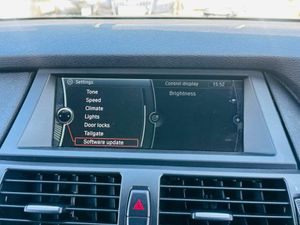 Settings
Control display
15:52
Tone
Brightness
Speed
Climate
Lights
Door locks
Tailgate
Software update